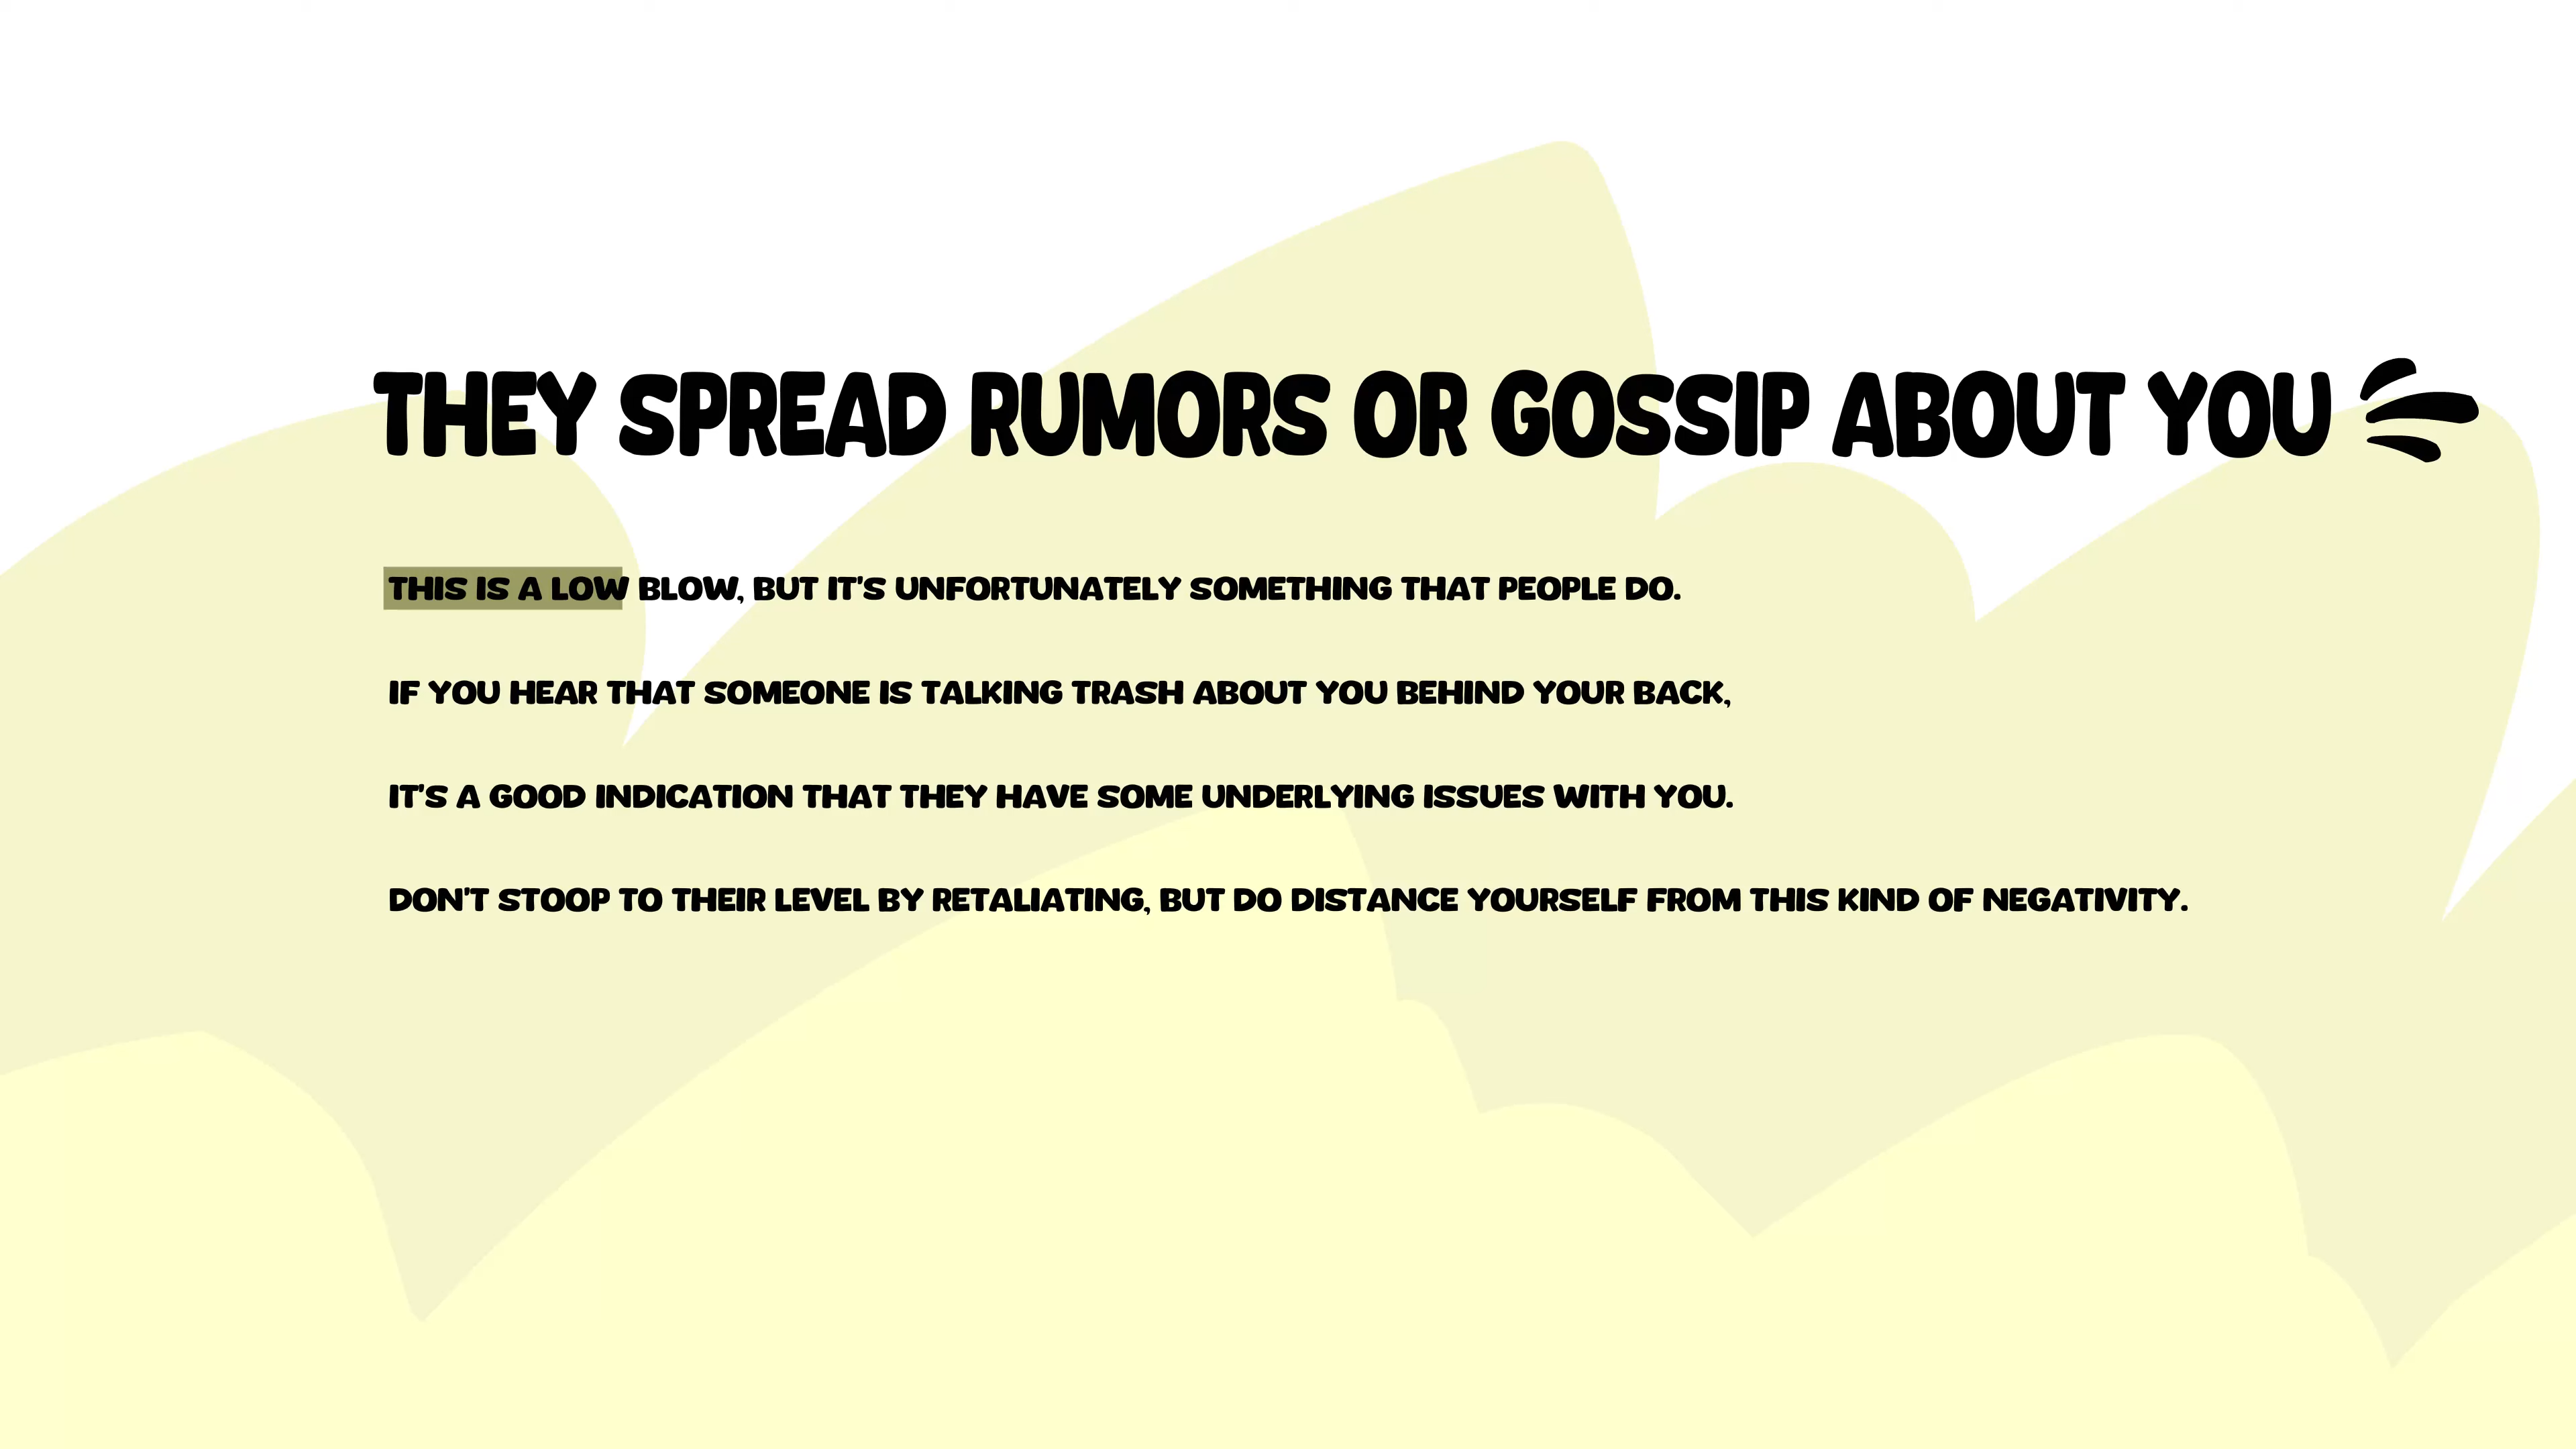 THEY SPREAD RUMORS OR GOSSIP ABOUT YOU
THIS IS A LOW BLOW, BUT IT'S UNFORTUNATELY SOMETHING THAT PEOPLE DO.
IF YOU HEAR THAT SOMEONE IS TALKING TRASH ABOUT YOU BEHIND YOUR BACK,
IT'S A GOOD INDICATION THAT THEY HAVE SOME UNDERLYING ISSUES WITH YOU.
DON'T STOOP TO THEIR LEVEL BY RETALIATING, BUT DO DISTANCE YOURSELF FROM THIS KIND OF NEGATIVITY.